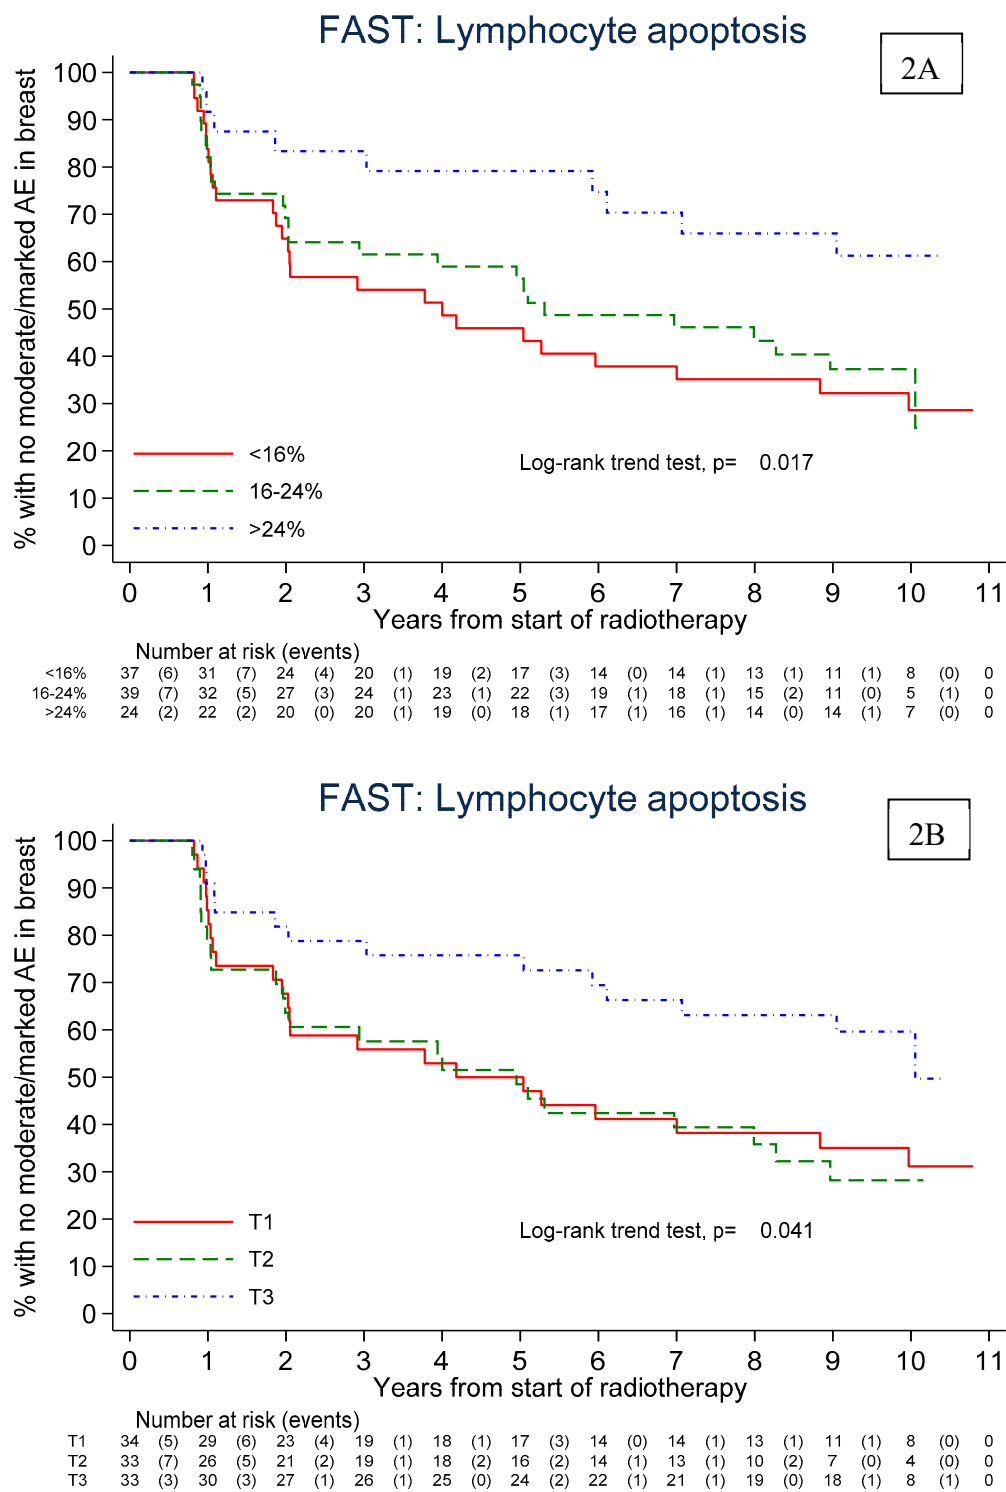 FAST: Lymphocyte apoptosis
2A
% with no moderate/marked AE in breast
100
90
80
70
60
50
40
30
20
10
0
<16%
16-24%
>24%
Log-rank trend test, p= 0.017
0 1 2 3 4 5 6 7 8 9 10 11
Years from start of radiotherapy
Number at risk (events)
<16% 37 (6) 31 (7) 24 (4) 20 (1) 19 (2) 17 (3) 14 (0) 14 (1) 13 (1) 11 (1) 8 (0) 0
16-24% 39 (7) 32 (5) 27 (3) 24 (1) 23 (1) 22 (3) 19 (1) 18 (1) 15 (2) 11 (0) 5 (1) 0
>24% 24 (2) 22 (2) 20 (0) 20 (1) 19 (0) 18 (1) 17 (1) 16 (1) 14 (0) 14 (1) 7 (0) 0
FAST: Lymphocyte apoptosis
2B
% with no moderate/marked AE in breast
100
90
80
70
60
50
40
30
20
10
0
T1
T2
T3
Log-rank trend test, p= 0.041
0 1 2 3 4 5 6 7 8 9 10 11
Years from start of radiotherapy
Number at risk (events)
T1 34 (5) 29 (6) 23 (4) 19 (1) 18 (1) 17 (3) 14 (0) 14 (1) 13 (1) 11 (1) 8 (0) 0
T2 33 (7) 26 (5) 21 (2) 19 (1) 18 (2) 16 (2) 14 (1) 13 (1) 10 (2) 7 (0) 4 (0) 0
T3 33 (3) 30 (3) 27 (1) 26 (1) 25 (0) 24 (2) 22 (1) 21 (1) 19 (0) 18 (1) 8 (1) 0